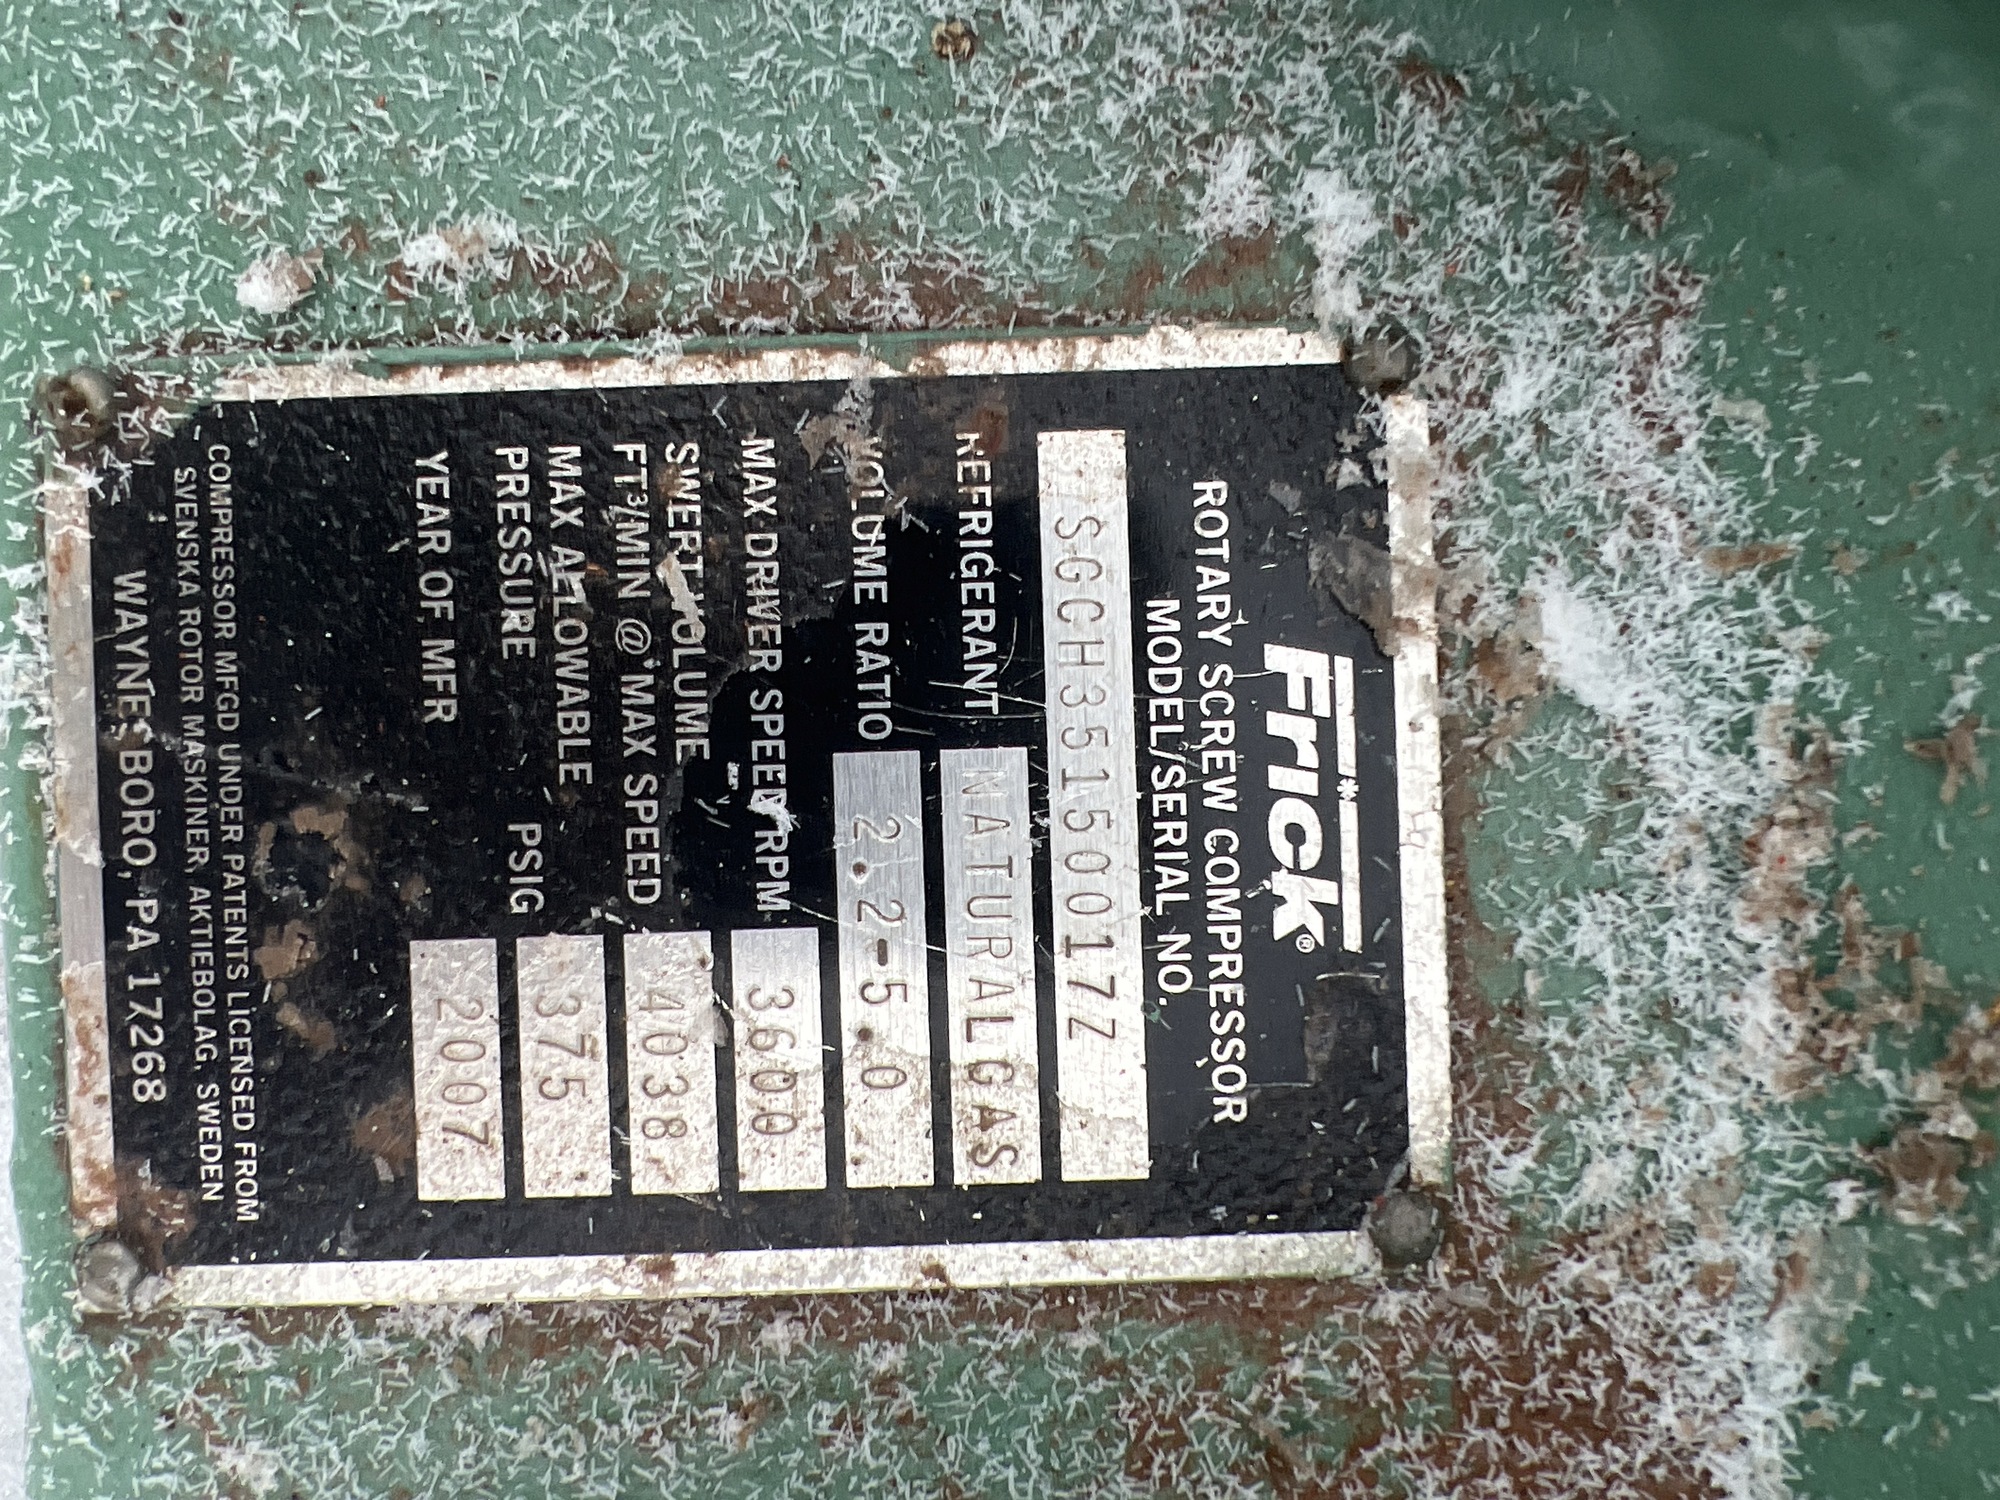 Frick®
ROTARY SCREW COMPRESSOR
MODEL/SERIAL NO.
SGCH35150017Z
REFRIGERANT NATURALGAS
VOLUME RATIO 2.2-5.0
MAX DRIVER SPEED RPM 3600
SWERT VOLUME
FT³/MIN @ MAX SPEED 4038
MAX ALLOWABLE
PRESSURE PSIG 375
YEAR OF MFR 2007
COMPRESSOR MFGD UNDER PATENTS LICENSED FROM
SVENSKA ROTOR MASKINER AKTIEBOLAG, SWEDEN
WAYNESBORO, PA 17268